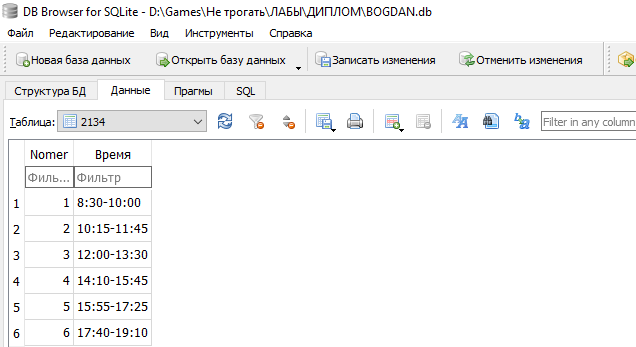 DB Browser for SQLite - D:\Games\Не трогать\ЛАБЫ\ДИПЛОМ\BOGDAN.db
Файл Редактирование Вид Инструменты Справка
Новая база данных Открыть базу данных Записать изменения Отменить изменения
Структура БД Данные Прагмы SQL
Таблица: 2134 Filter in any column
Nomer Время
Филь... Фильтр
1 1 8:30-10:00
2 2 10:15-11:45
3 3 12:00-13:30
4 4 14:10-15:45
5 5 15:55-17:25
6 6 17:40-19:10